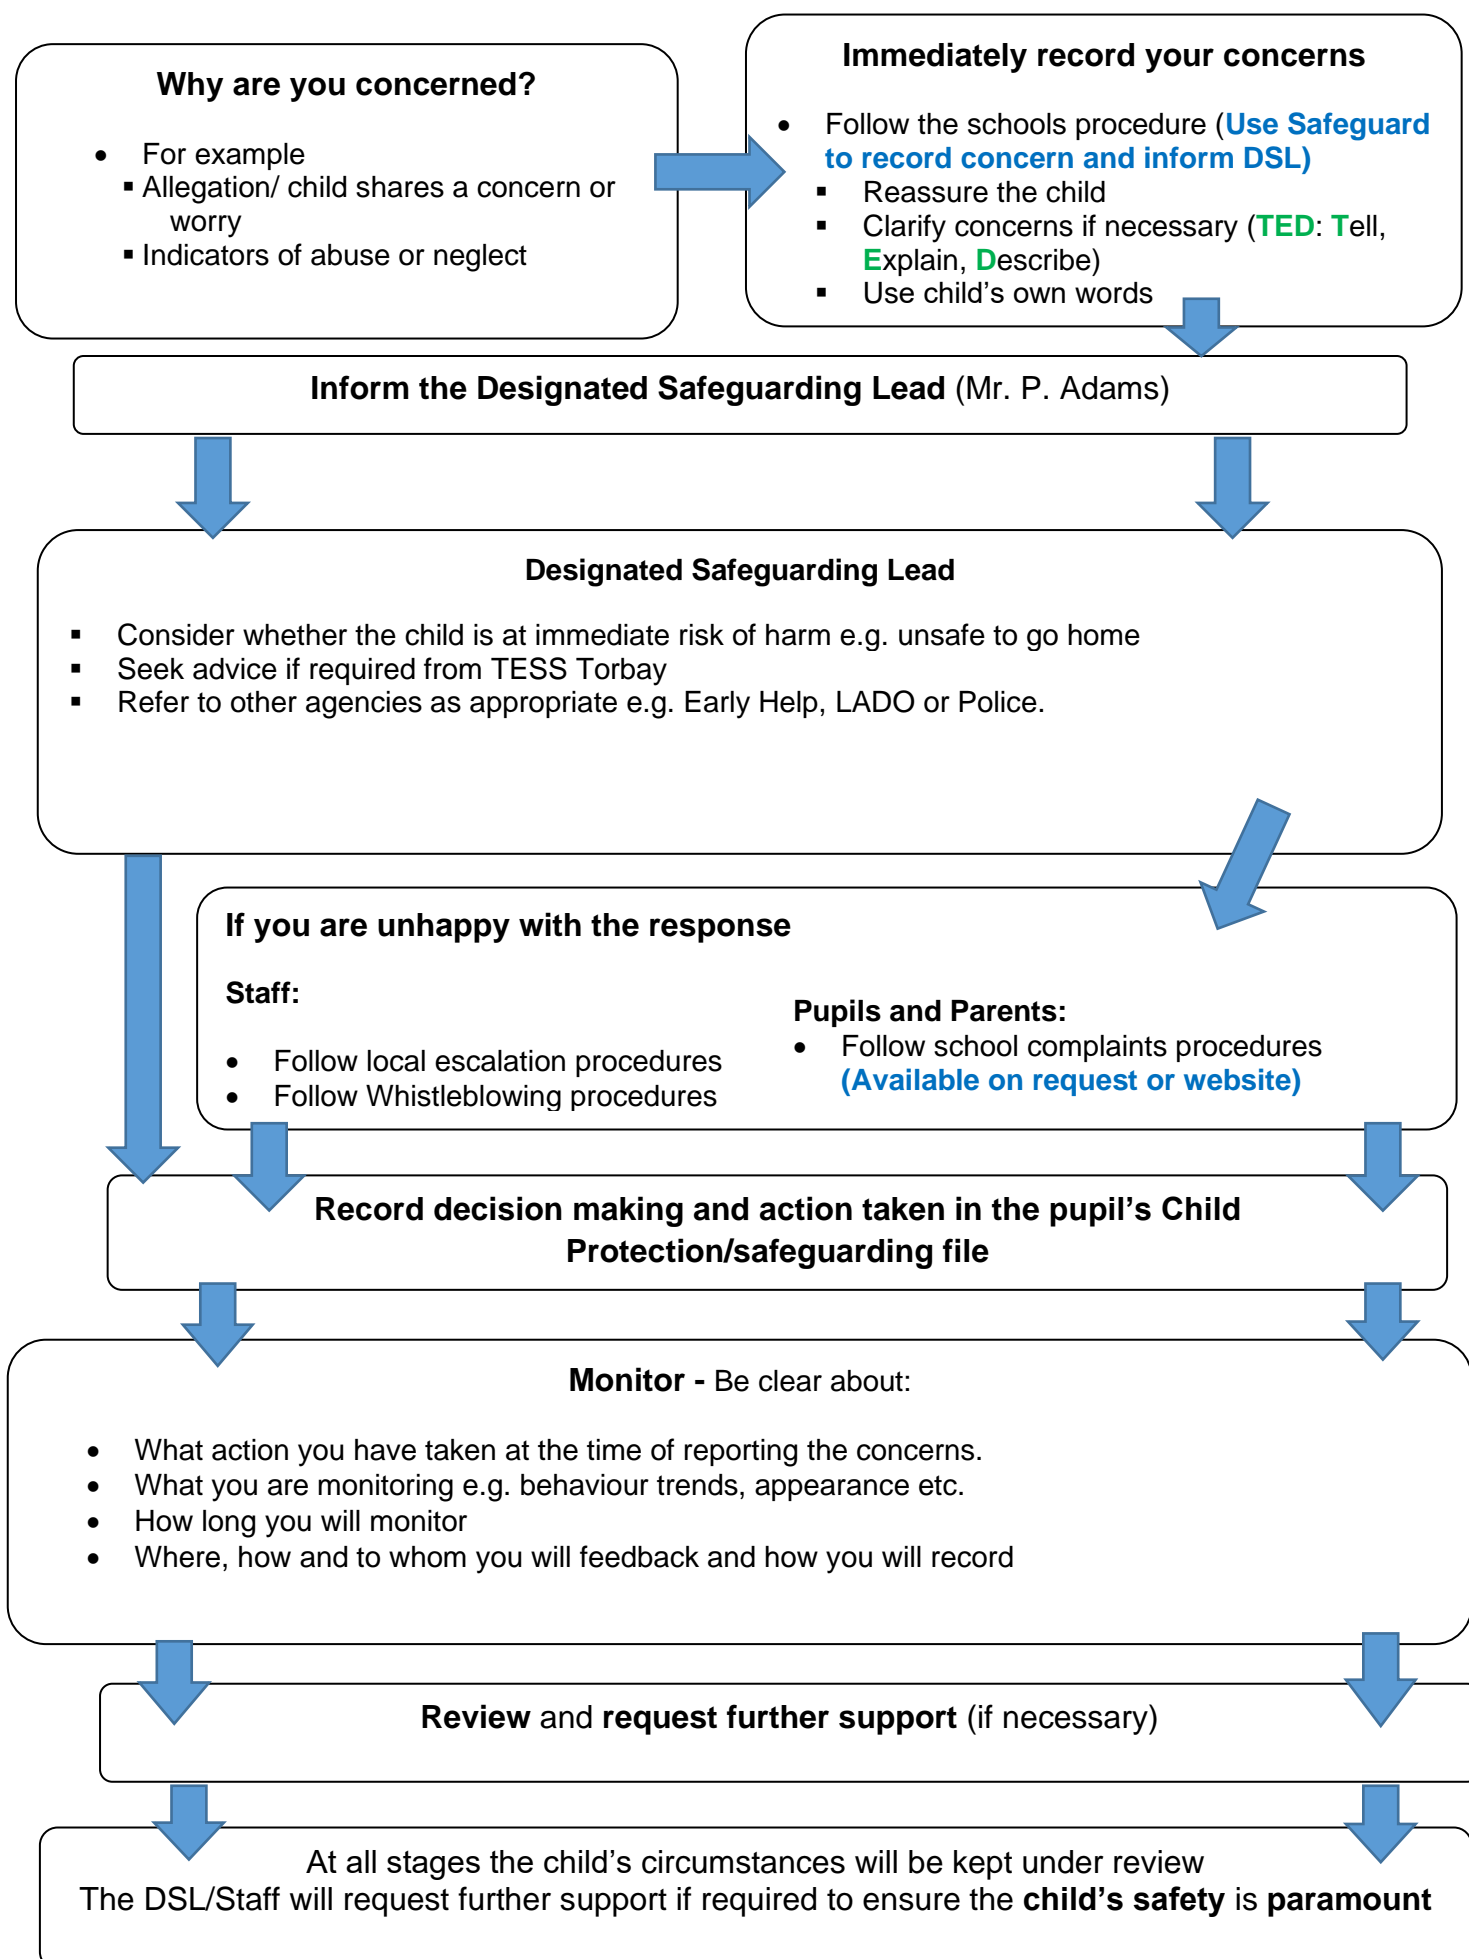 Why are you concerned?
• For example
▪ Allegation/ child shares a concern or
worry
▪ Indicators of abuse or neglect
Immediately record your concerns
• Follow the schools procedure (Use Safeguard
to record concern and inform DSL)
▪ Reassure the child
▪ Clarify concerns if necessary (TED: Tell,
Explain, Describe)
▪ Use child’s own words
Inform the Designated Safeguarding Lead (Mr. P. Adams)
Designated Safeguarding Lead
▪ Consider whether the child is at immediate risk of harm e.g. unsafe to go home
▪ Seek advice if required from TESS Torbay
▪ Refer to other agencies as appropriate e.g. Early Help, LADO or Police.
If you are unhappy with the response
Staff:
• Follow local escalation procedures
• Follow Whistleblowing procedures
Pupils and Parents:
• Follow school complaints procedures
(Available on request or website)
Record decision making and action taken in the pupil’s Child
Protection/safeguarding file
Monitor - Be clear about:
• What action you have taken at the time of reporting the concerns.
• What you are monitoring e.g. behaviour trends, appearance etc.
• How long you will monitor
• Where, how and to whom you will feedback and how you will record
Review and request further support (if necessary)
At all stages the child’s circumstances will be kept under review
The DSL/Staff will request further support if required to ensure the child’s safety is paramount